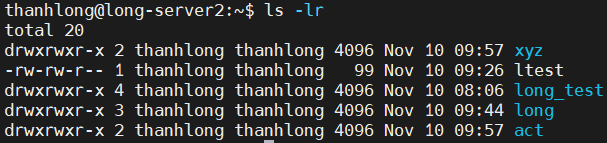 thanhlong@long-server2:~$ ls -lr
total 20
drwxrwxr-x 2 thanhlong thanhlong 4096 Nov 10 09:57 xyz
-rw-rw-r-- 1 thanhlong thanhlong   99 Nov 10 09:26 ltest
drwxrwxr-x 4 thanhlong thanhlong 4096 Nov 10 08:06 long_test
drwxrwxr-x 3 thanhlong thanhlong 4096 Nov 10 09:44 long
drwxrwxr-x 2 thanhlong thanhlong 4096 Nov 10 09:57 act